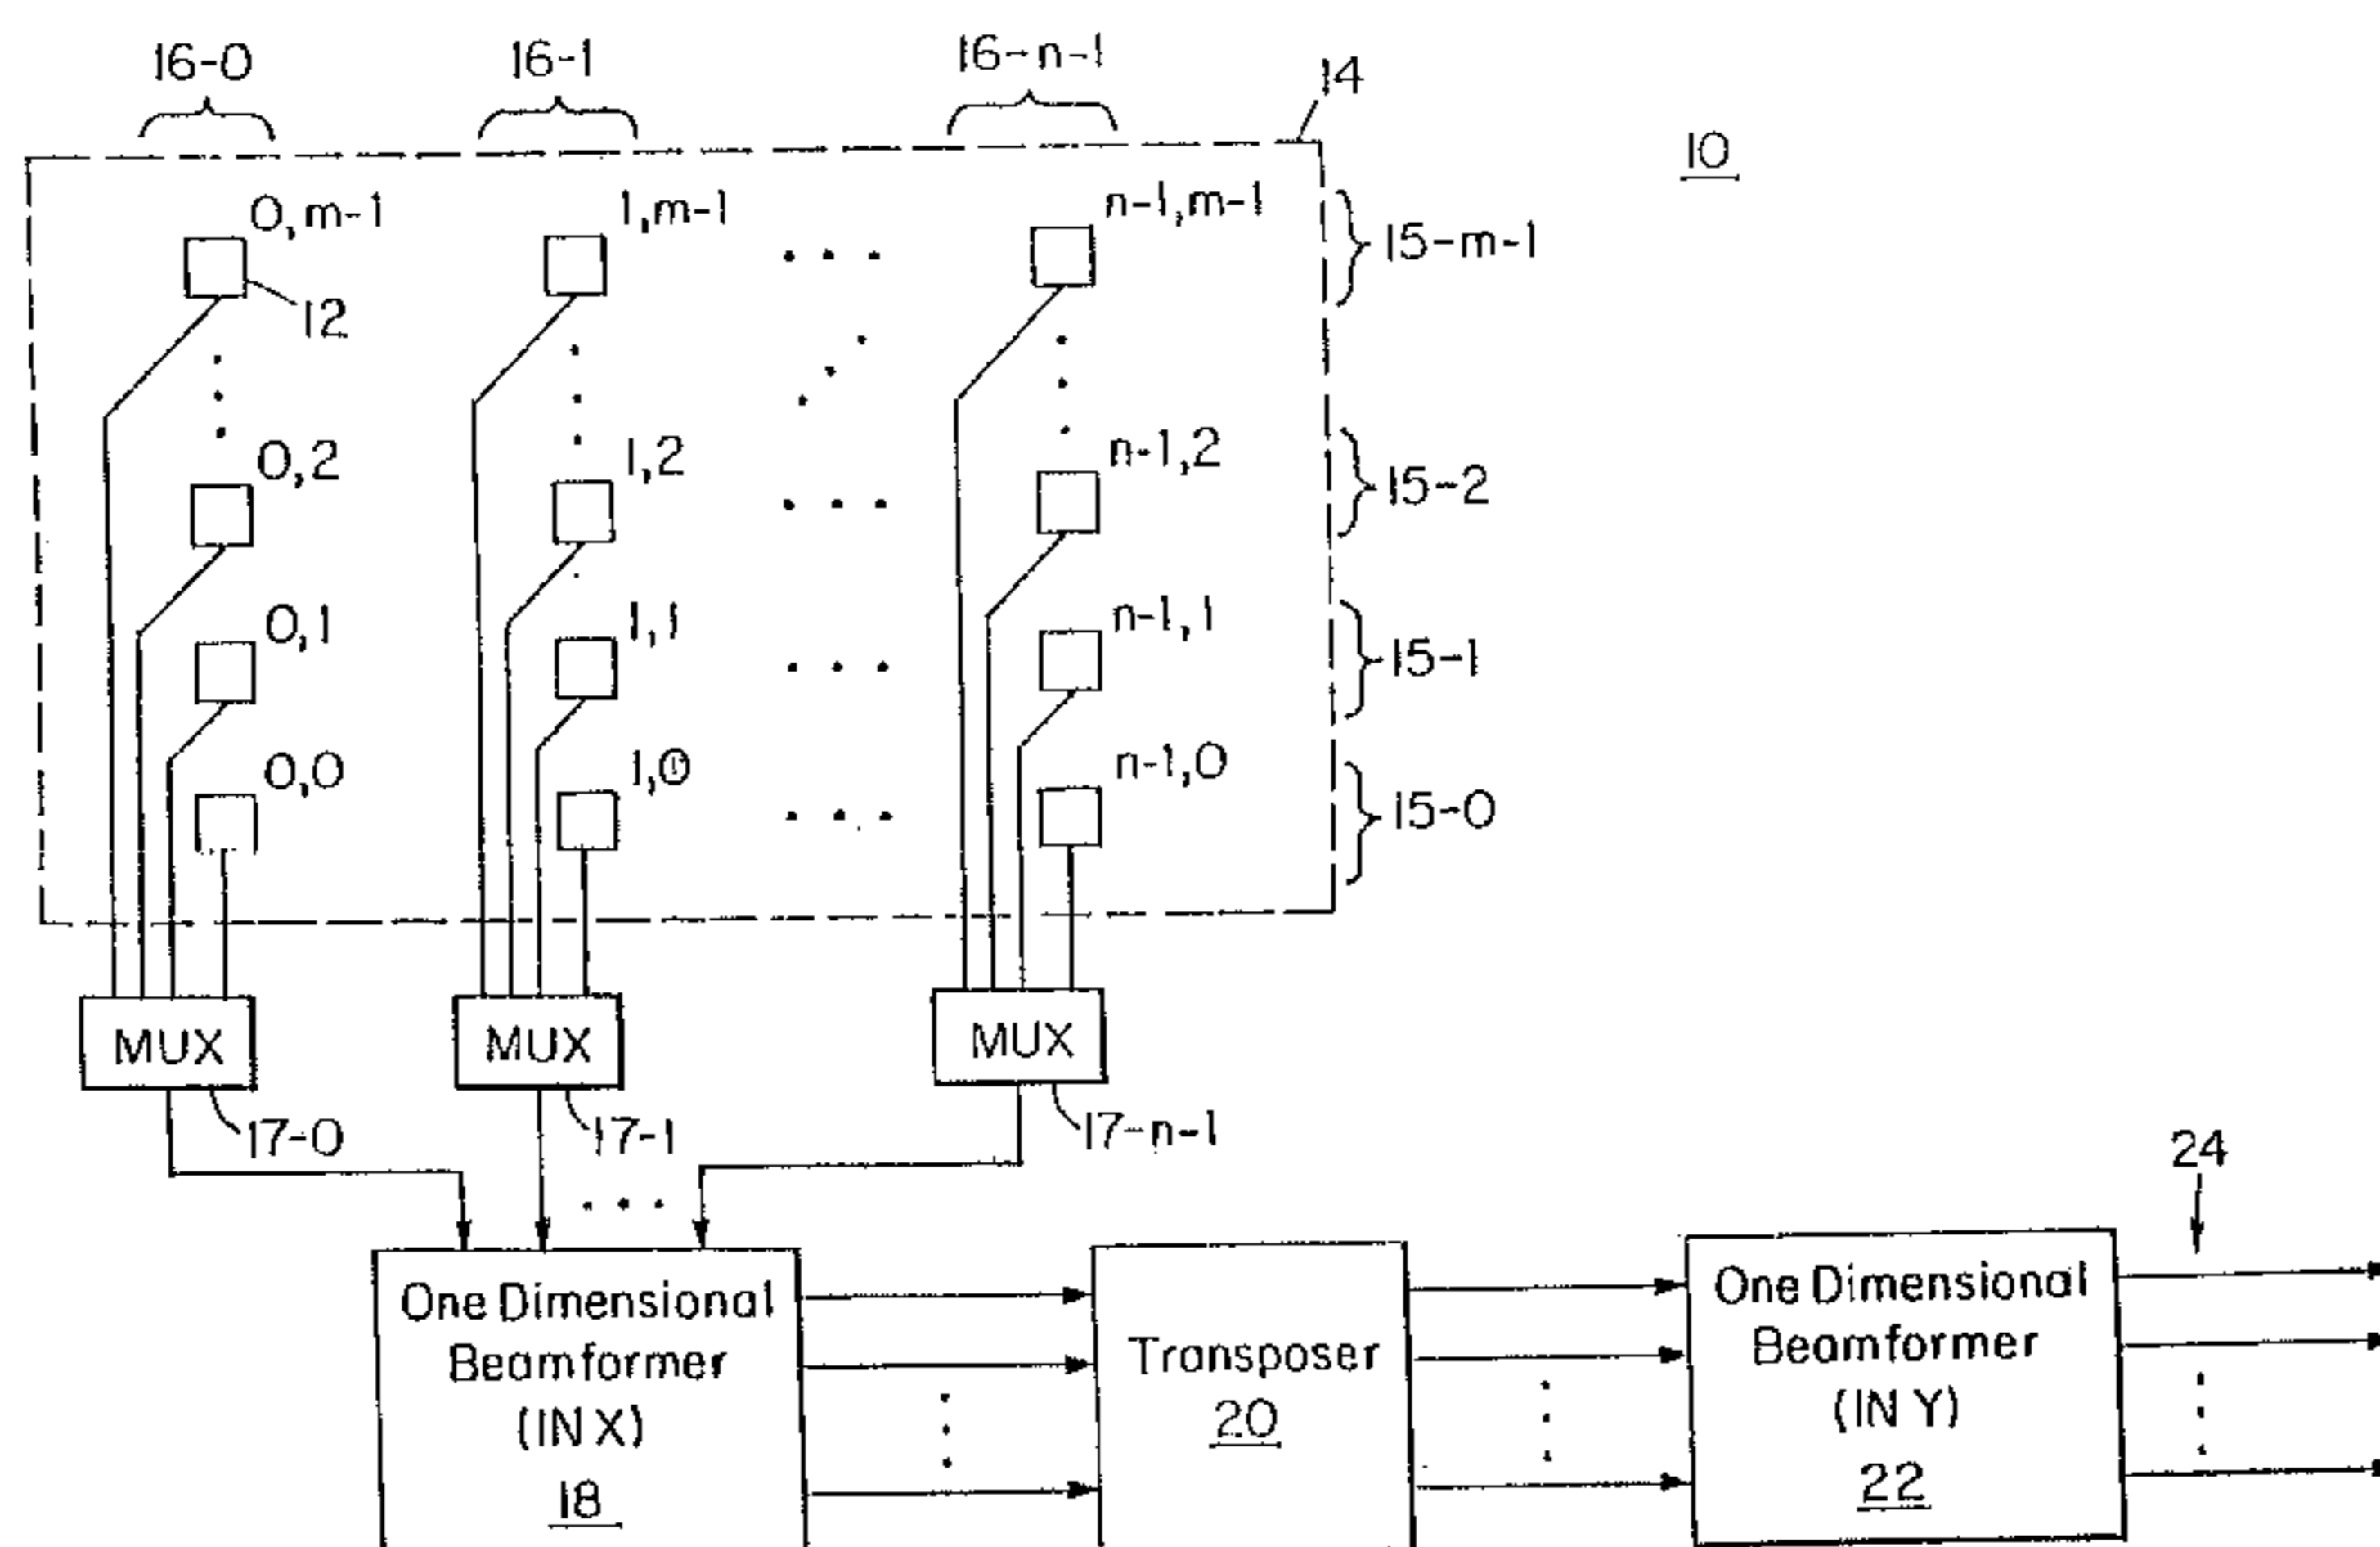 16-0 16-1 16-n-1 14
10
0,m-1 1,m-1 n-1,m-1 15-m-1
12
0,2 1,2 n-1,2 15-2
0,1 1,1 n-1,1 15-1
0,0 1,0 n-1,0 15-0
MUX MUX MUX
17-0 17-1 17-n-1
24
One Dimensional
Beamformer
(IN X)
18
Transposer
20
One Dimensional
Beamformer
(IN Y)
22